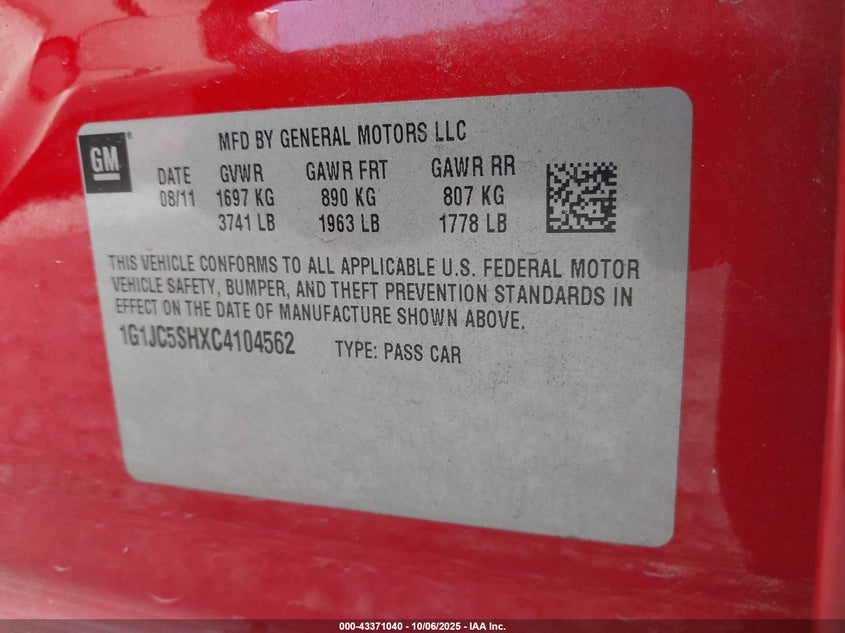 GM ®
MFD BY GENERAL MOTORS LLC
DATE GVWR GAWR FRT GAWR RR
08/11 1697 KG 890 KG 807 KG
3741 LB 1963 LB 1778 LB
THIS VEHICLE CONFORMS TO ALL APPLICABLE U.S. FEDERAL MOTOR
VEHICLE SAFETY, BUMPER, AND THEFT PREVENTION STANDARDS IN
EFFECT ON THE DATE OF MANUFACTURE SHOWN ABOVE.
1G1JC5SHXC4104562 TYPE: PASS CAR
000-43371040 - 10/06/2025 - IAA Inc.